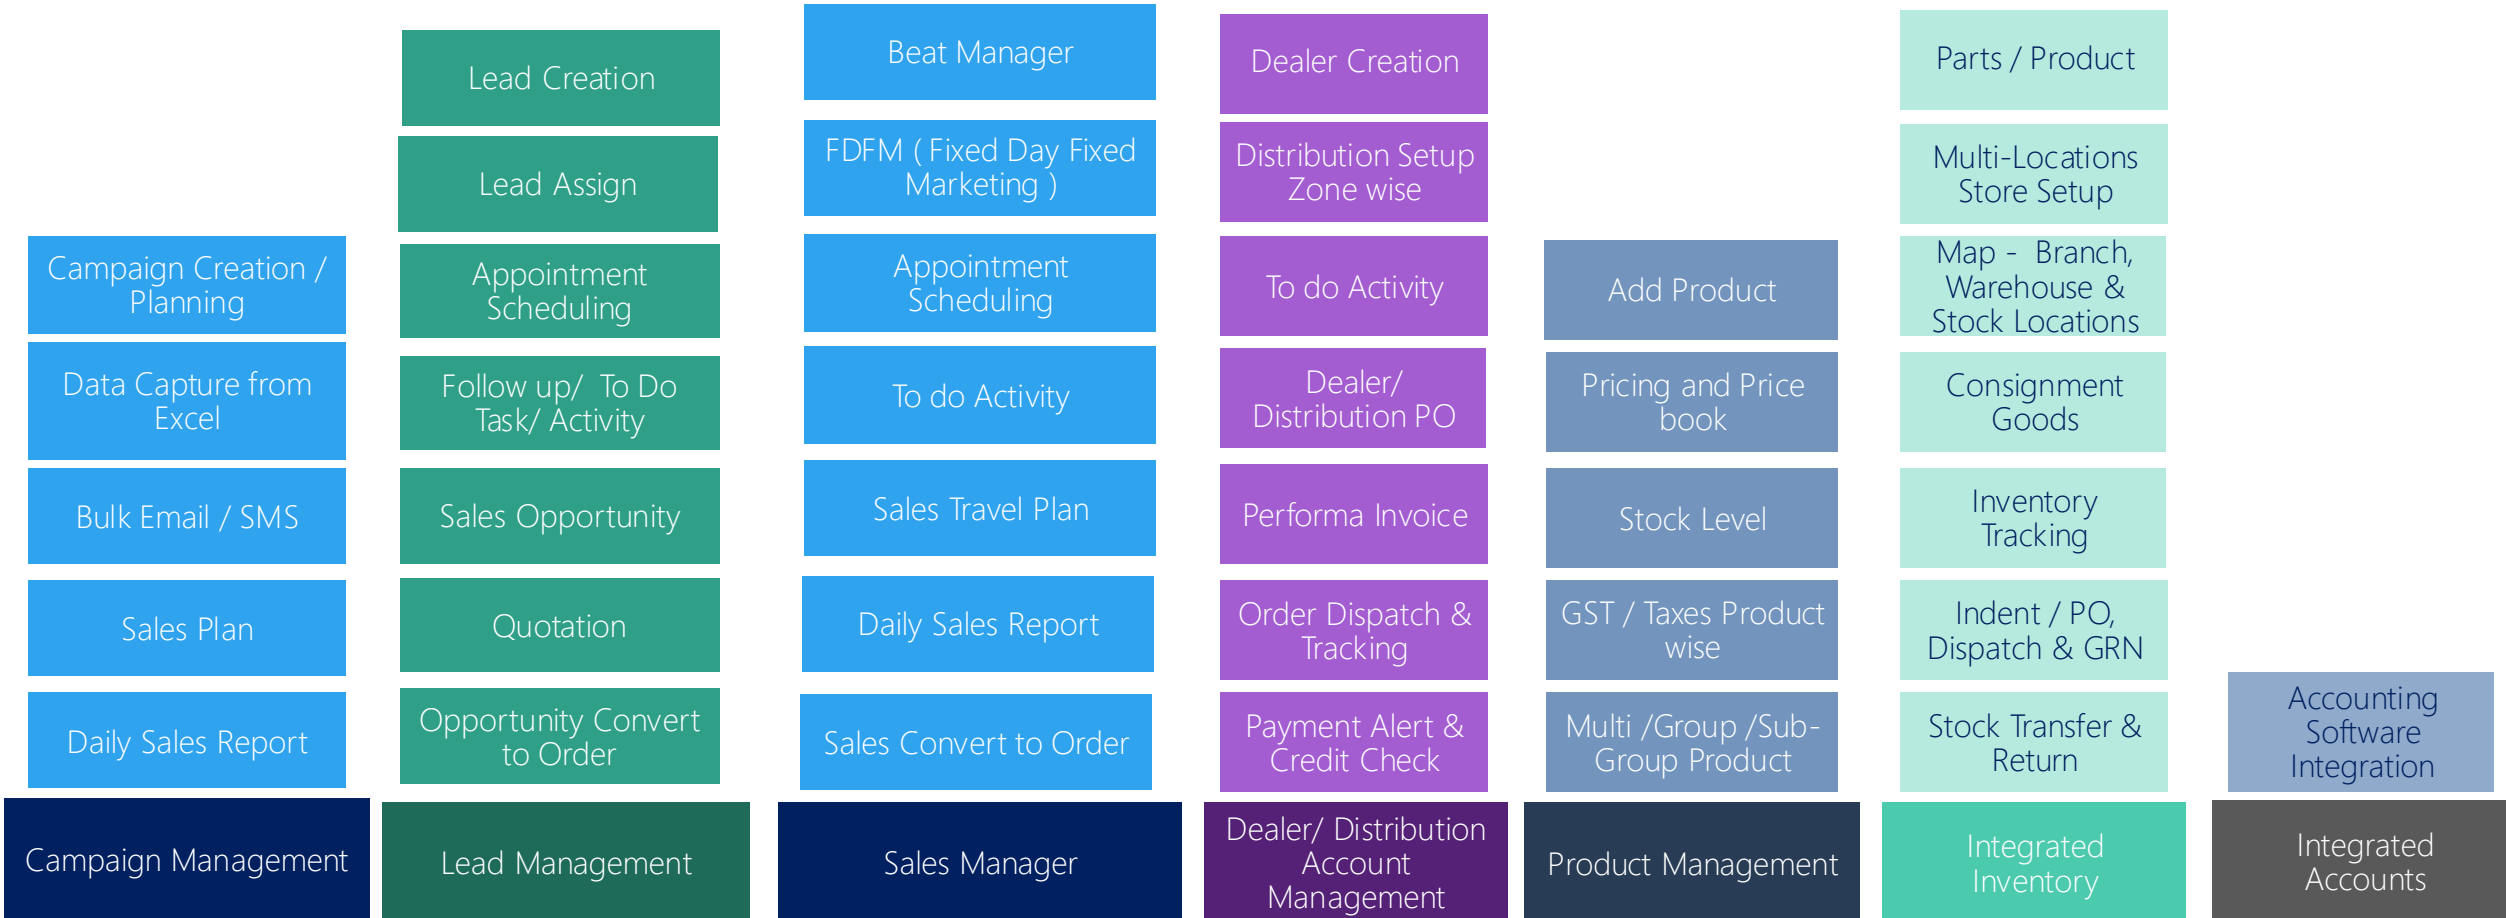 Campaign Creation /
Planning
Data Capture from
Excel
Bulk Email / SMS
Sales Plan
Daily Sales Report
Campaign Management
Lead Creation
Lead Assign
Appointment
Scheduling
Follow up/ To Do
Task/ Activity
Sales Opportunity
Quotation
Opportunity Convert
to Order
Lead Management
Beat Manager
FDFM ( Fixed Day Fixed
Marketing )
Appointment
Scheduling
To do Activity
Sales Travel Plan
Daily Sales Report
Sales Convert to Order
Sales Manager
Dealer Creation
Distribution Setup
Zone wise
To do Activity
Dealer/
Distribution PO
Performa Invoice
Order Dispatch &
Tracking
Payment Alert &
Credit Check
Dealer/ Distribution
Account
Management
Add Product
Pricing and Price
book
Stock Level
GST / Taxes Product
wise
Multi /Group /Sub-
Group Product
Product Management
Parts / Product
Multi-Locations
Store Setup
Map - Branch,
Warehouse &
Stock Locations
Consignment
Goods
Inventory
Tracking
Indent / PO,
Dispatch & GRN
Stock Transfer &
Return
Integrated
Inventory
Accounting
Software
Integration
Integrated
Accounts